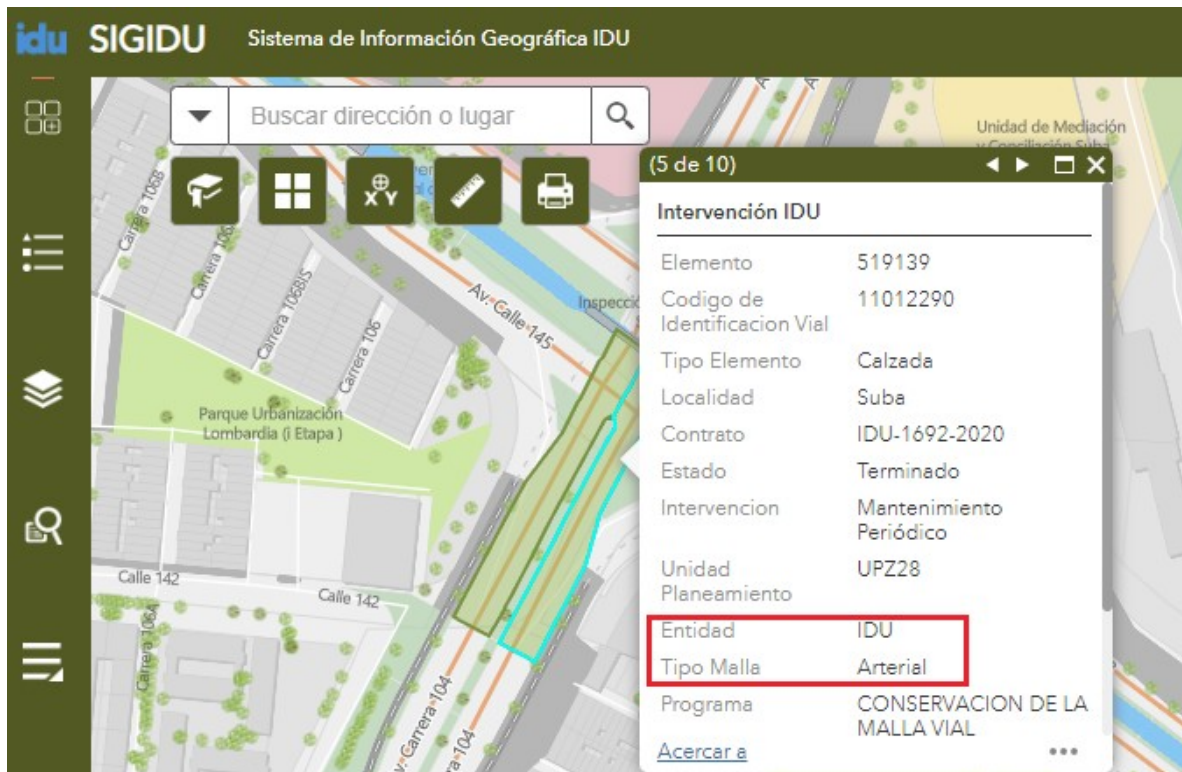 idu SIGIDU Sistema de Información Geográfica IDU
Buscar dirección o lugar
Unidad de Mediación
y Conciliación Suba
(5 de 10)
Intervención IDU
Elemento 519139
Codigo de 11012290
Identificacion Vial
Tipo Elemento Calzada
Localidad Suba
Contrato IDU-1692-2020
Estado Terminado
Intervencion Mantenimiento
Periódico
Unidad UPZ28
Planeamiento
Entidad IDU
Tipo Malla Arterial
Programa CONSERVACION DE LA
MALLA VIAL
Acercar a
X Y
Carrera 106B
Carrera 106BIS
Carrera 106
Av. Calle 145
Parque Urbanización
Lombardia (i Etapa )
Calle 142
Calle 142
Carrera 106A
Carrera 104